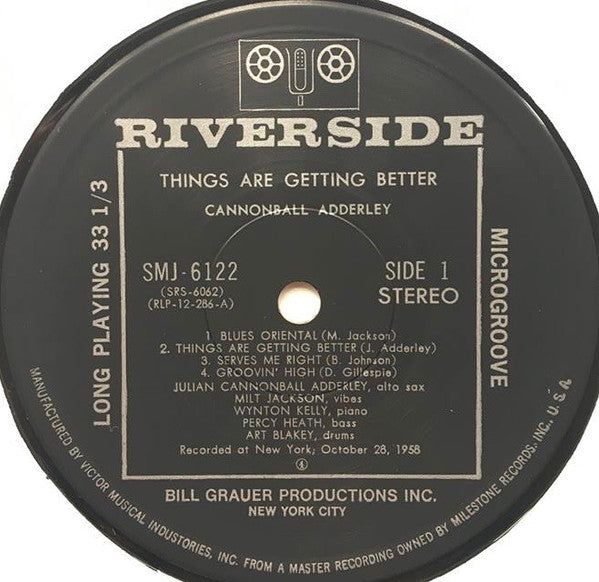 RIVERSIDE
THINGS ARE GETTING BETTER
CANNONBALL ADDERLEY
LONG PLAYING 33 1/3
MICROGROOVE
SMJ-6122
(SRS-6062)
(RLP-12-286-A)
SIDE 1
STEREO
1. BLUES ORIENTAL (M. Jackson)
2. THINGS ARE GETTING BETTER (J. Adderley)
3. SERVES ME RIGHT (B. Johnson)
4. GROOVIN' HIGH (D. Gillespie)
JULIAN CANNONBALL ADDERLEY, alto sax
MILT JACKSON, vibes
WYNTON KELLY, piano
PERCY HEATH, bass
ART BLAKEY, drums
Recorded at New York; October 28, 1958
BILL GRAUER PRODUCTIONS INC.
NEW YORK CITY
MANUFACTURED BY VICTOR MUSICAL INDUSTORIES, INC. FROM A MASTER RECORDING OWNED BY MILESTONE RECORDS, INC., U.S.A.